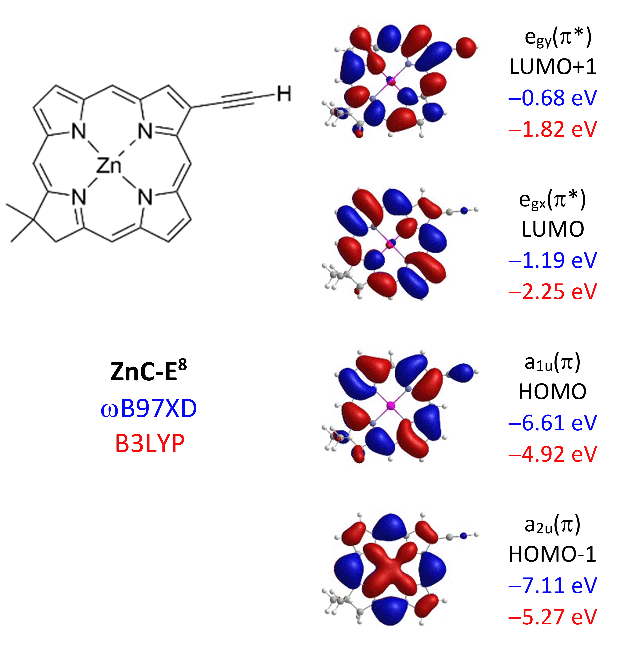 H
N
N
Zn
N
N
ZnC-E⁸
ωB97XD
B3LYP
e_gy(π*)
LUMO+1
−0.68 eV
−1.82 eV
e_gx(π*)
LUMO
−1.19 eV
−2.25 eV
a_1u(π)
HOMO
−6.61 eV
−4.92 eV
a_2u(π)
HOMO-1
−7.11 eV
−5.27 eV